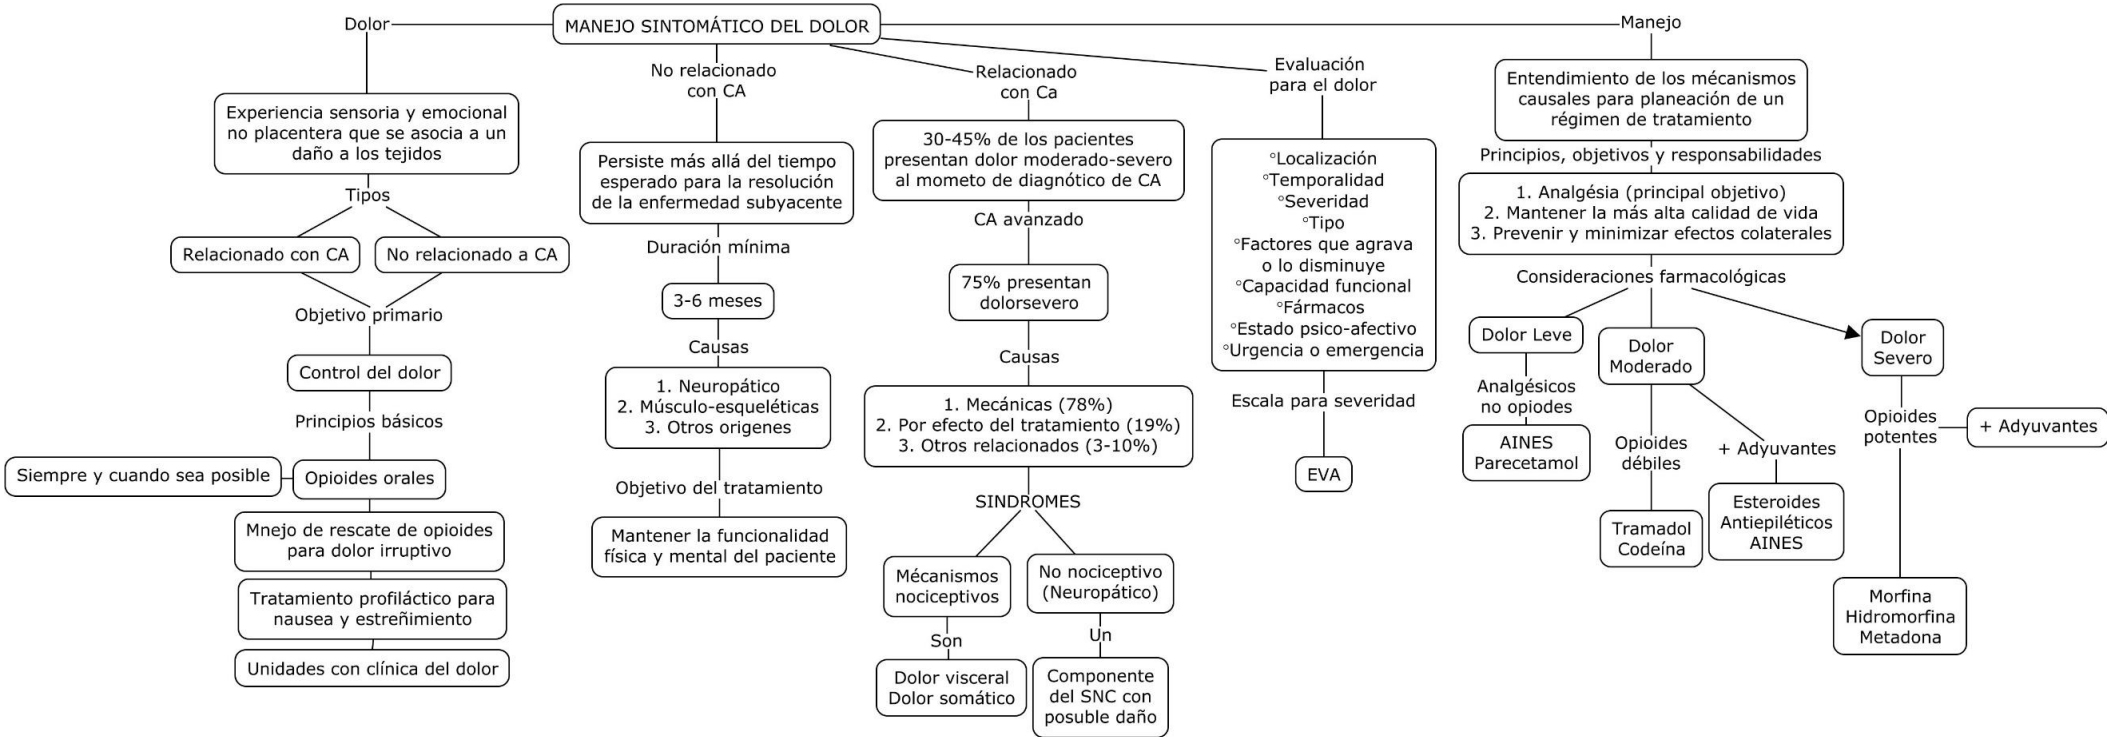 MANEJO SINTOMÁTICO DEL DOLOR
Dolor
Experiencia sensoria y emocional
no placentera que se asocia a un
daño a los tejidos
Tipos
Relacionado con CA
No relacionado a CA
Objetivo primario
Control del dolor
Principios básicos
Siempre y cuando sea posible
Opioides orales
Mnejo de rescate de opioides
para dolor irruptivo
Tratamiento profiláctico para
nausea y estreñimiento
Unidades con clínica del dolor
No relacionado
con CA
Persiste más allá del tiempo
esperado para la resolución
de la enfermedad subyacente
Duración mínima
3-6 meses
Causas
1. Neuropático
2. Músculo-esqueléticas
3. Otros origenes
Objetivo del tratamiento
Mantener la funcionalidad
física y mental del paciente
Relacionado
con Ca
30-45% de los pacientes
presentan dolor moderado-severo
al mometo de diagnótico de CA
CA avanzado
75% presentan
dolorsevero
Causas
1. Mecánicas (78%)
2. Por efecto del tratamiento (19%)
3. Otros relacionados (3-10%)
SINDROMES
Mécanismos
nociceptivos
Son
Dolor visceral
Dolor somático
No nociceptivo
(Neuropático)
Un
Componente
del SNC con
posuble daño
Evaluación
para el dolor
°Localización
°Temporalidad
°Severidad
°Tipo
°Factores que agrava
o lo disminuye
°Capacidad funcional
°Fármacos
°Estado psico-afectivo
°Urgencia o emergencia
Escala para severidad
EVA
Manejo
Entendimiento de los mécanismos
causales para planeación de un
régimen de tratamiento
Principios, objetivos y responsabilidades
1. Analgésia (principal objetivo)
2. Mantener la más alta calidad de vida
3. Prevenir y minimizar efectos colaterales
Consideraciones farmacológicas
Dolor Leve
Analgésicos
no opiodes
AINES
Parecetamol
Dolor
Moderado
Opioides
débiles
Tramadol
Codeína
+ Adyuvantes
Esteroides
Antiepiléticos
AINES
Dolor
Severo
Opioides
potentes
+ Adyuvantes
Morfina
Hidromorfina
Metadona